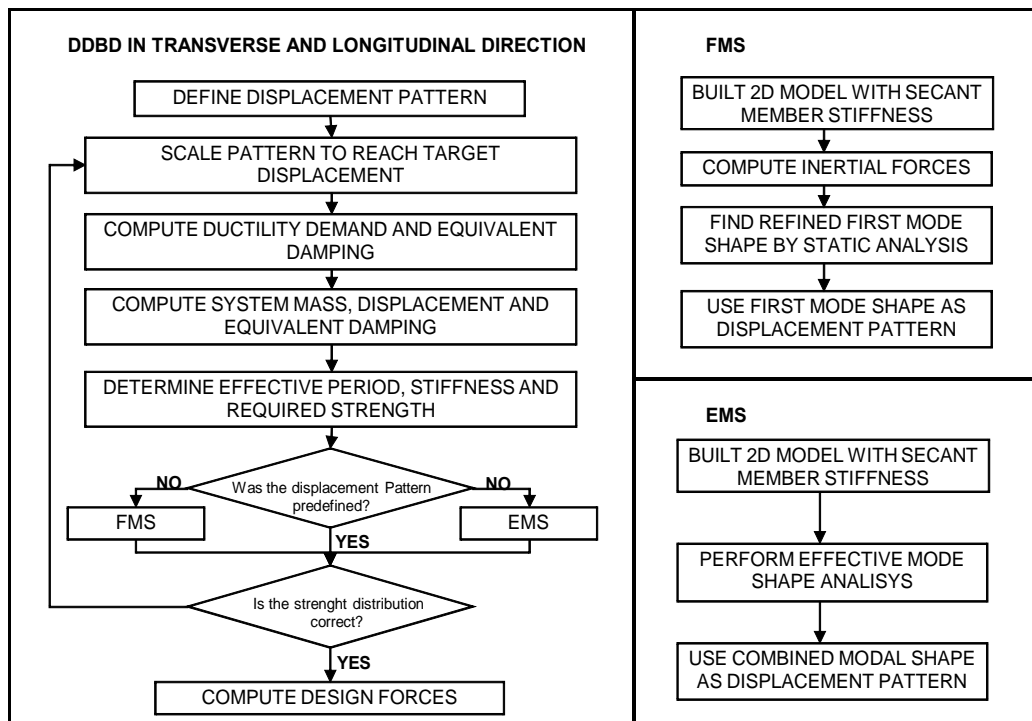 DDBD IN TRANSVERSE AND LONGITUDINAL DIRECTION
DEFINE DISPLACEMENT PATTERN
SCALE PATTERN TO REACH TARGET
DISPLACEMENT
COMPUTE DUCTILITY DEMAND AND EQUIVALENT
DAMPING
COMPUTE SYSTEM MASS, DISPLACEMENT AND
EQUIVALENT DAMPING
DETERMINE EFFECTIVE PERIOD, STIFFNESS AND
REQUIRED STRENGTH
NO
Was the displacement Pattern
predefined?
NO
FMS
EMS
YES
Is the strenght distribution
correct?
YES
COMPUTE DESIGN FORCES
FMS
BUILT 2D MODEL WITH SECANT
MEMBER STIFFNESS
COMPUTE INERTIAL FORCES
FIND REFINED FIRST MODE
SHAPE BY STATIC ANALYSIS
USE FIRST MODE SHAPE AS
DISPLACEMENT PATTERN
EMS
BUILT 2D MODEL WITH SECANT
MEMBER STIFFNESS
PERFORM EFFECTIVE MODE
SHAPE ANALISYS
USE COMBINED MODAL SHAPE
AS DISPLACEMENT PATTERN